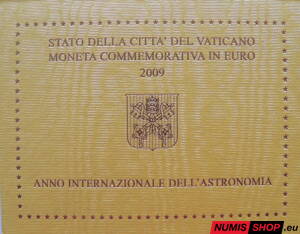 STATO DELLA CITTA' DEL VATICANO
MONETA COMMEMORATIVA IN EURO
2009
ANNO INTERNAZIONALE DELL'ASTRONOMIA
NUMIS SHOP.eu